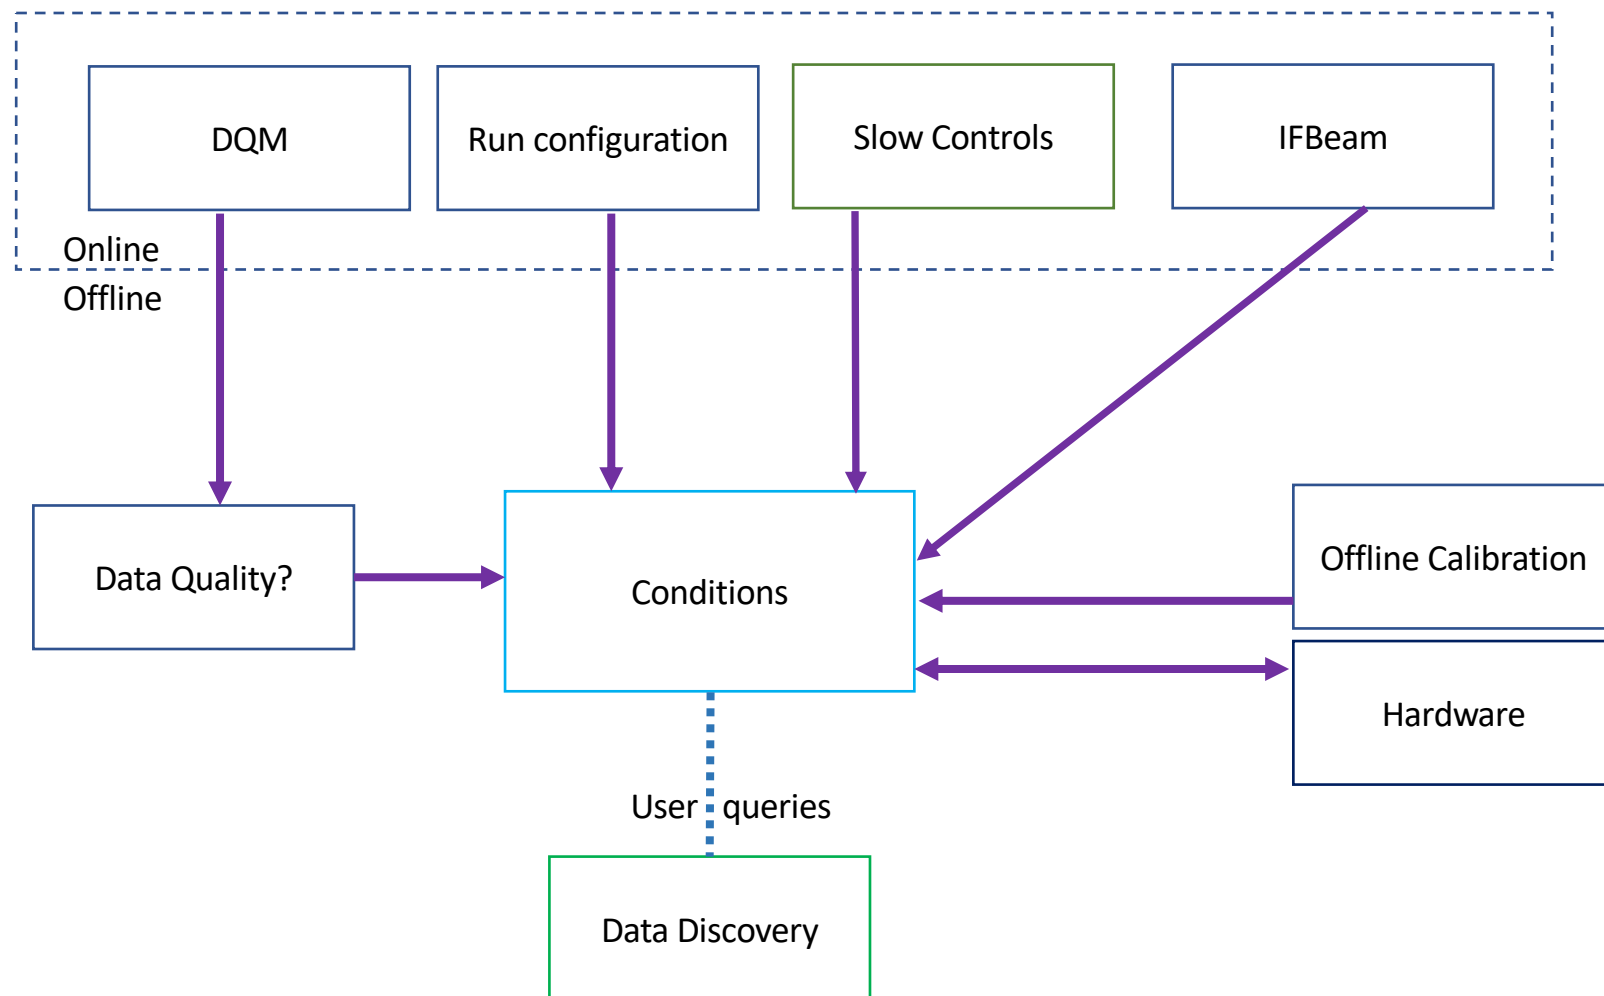 DQM
Run configuration
Slow Controls
IFBeam
Online
Offline
Data Quality?
Conditions
Offline Calibration
Hardware
User queries
Data Discovery